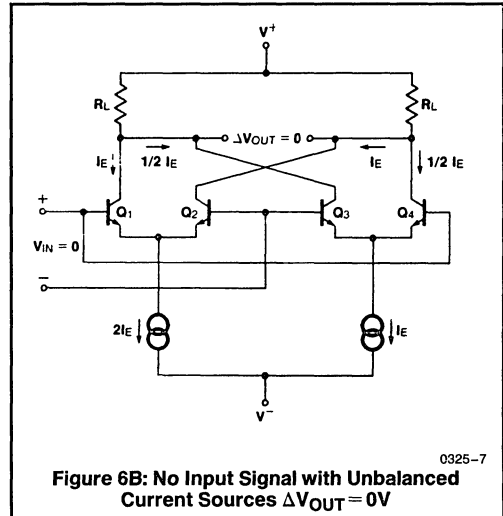 V+
RL
RL
ΔVOUT = 0
IE
1/2 IE
IE
1/2 IE
+
Q1
Q2
Q3
Q4
VIN = 0
−
2IE
IE
V−
0325–7
Figure 6B: No Input Signal with Unbalanced
Current Sources ΔVOUT = 0V